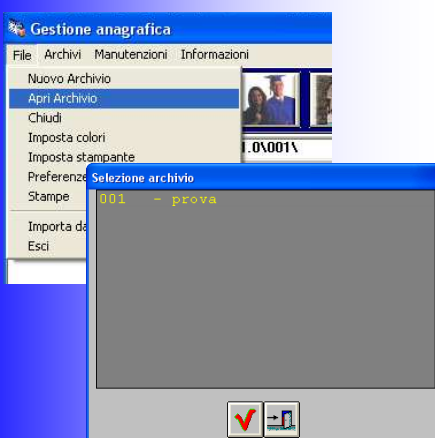 Gestione anagrafica
File Archivi Manutenzioni Informazioni
Nuovo Archivio
Apri Archivio
Chiudi
Imposta colori
Imposta stampante
Preferenze
Stampe
Importa da
Esci
1.0\001\
Selezione archivio
001 - prova